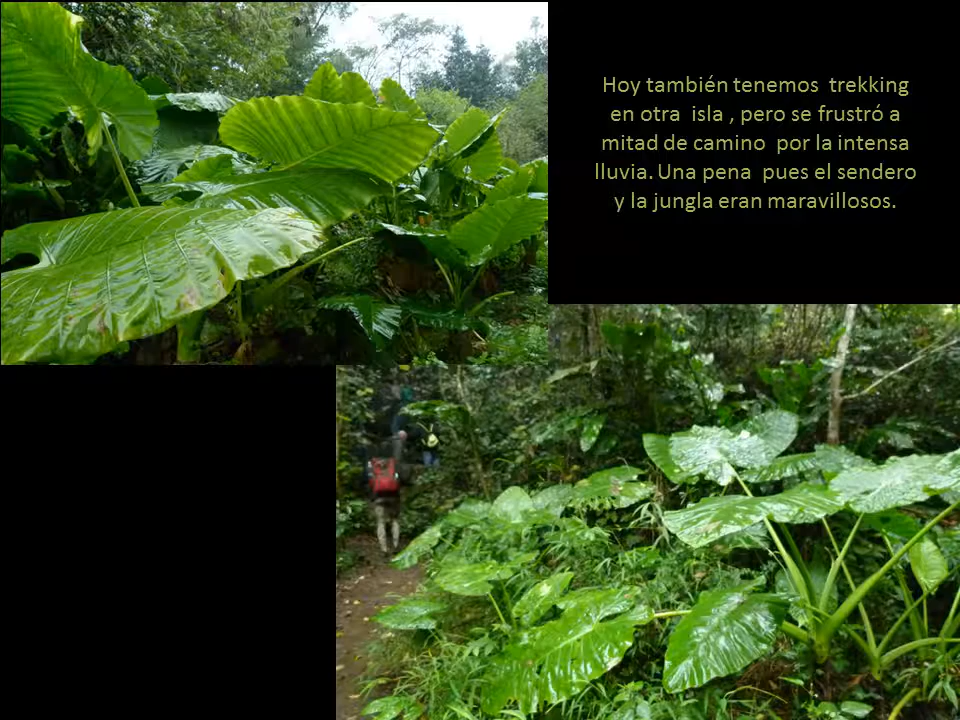 Hoy también tenemos  trekking
en otra  isla , pero se frustró a
mitad de camino  por la intensa
lluvia. Una pena  pues el sendero
y la jungla eran maravillosos.